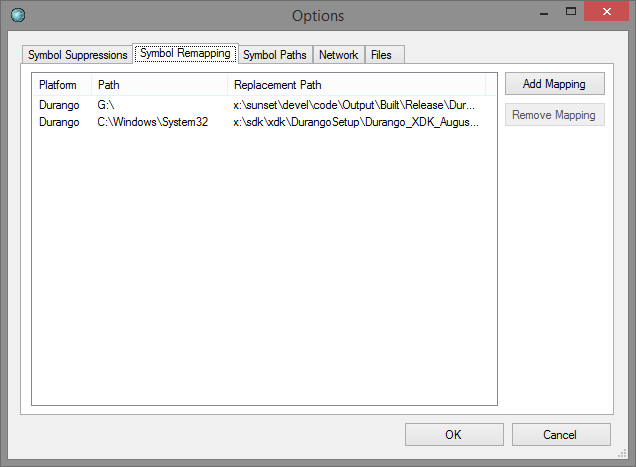 Options
Symbol Suppressions Symbol Remapping Symbol Paths Network Files
Platform Path Replacement Path
Add Mapping
Durango G:\ x:\sunset\devel\code\Output\Built\Release\Dur...
Remove Mapping
Durango C:\Windows\System32 x:\sdk\xdk\DurangoSetup\Durango_XDK_Augus...
OK Cancel